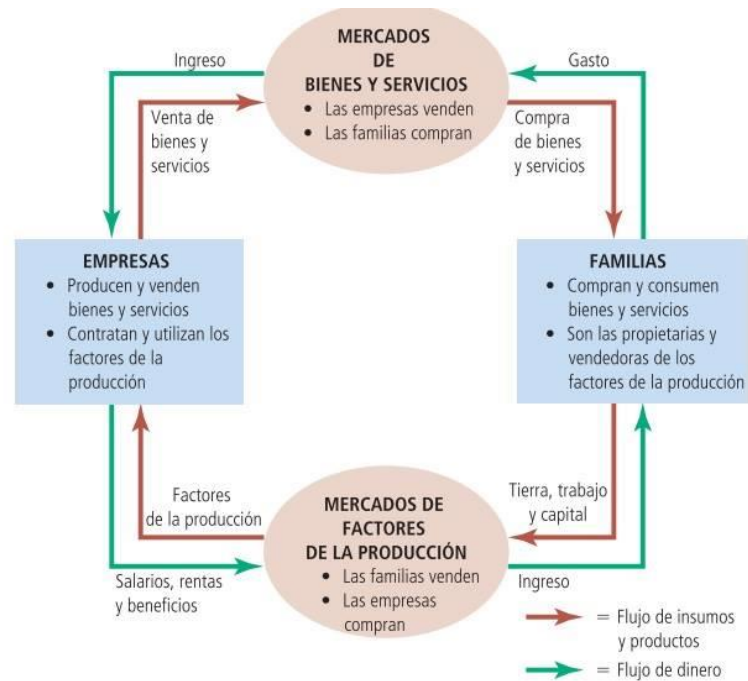 MERCADOS
DE
BIENES Y SERVICIOS
• Las empresas venden
• Las familias compran
Ingreso
Gasto
Venta de
bienes y
servicios
Compra
de bienes
y servicios
EMPRESAS
• Producen y venden
bienes y servicios
• Contratan y utilizan los
factores de la
producción
FAMILIAS
• Compran y consumen
bienes y servicios
• Son las propietarias y
vendedoras de los
factores de la producción
Factores
de la producción
Tierra, trabajo
y capital
MERCADOS DE
FACTORES
DE LA PRODUCCIÓN
• Las familias venden
• Las empresas
compran
Salarios, rentas
y beneficios
Ingreso
= Flujo de insumos
y productos
= Flujo de dinero